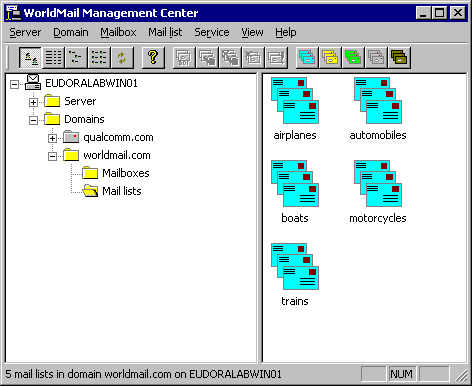 WorldMail Management Center
Server Domain Mailbox Mail list Service View Help
?
EUDORALABWIN01
Server
Domains
qualcomm.com
worldmail.com
Mailboxes
Mail lists
airplanes automobiles
boats motorcycles
trains
5 mail lists in domain worldmail.com on EUDORALABWIN01 NUM